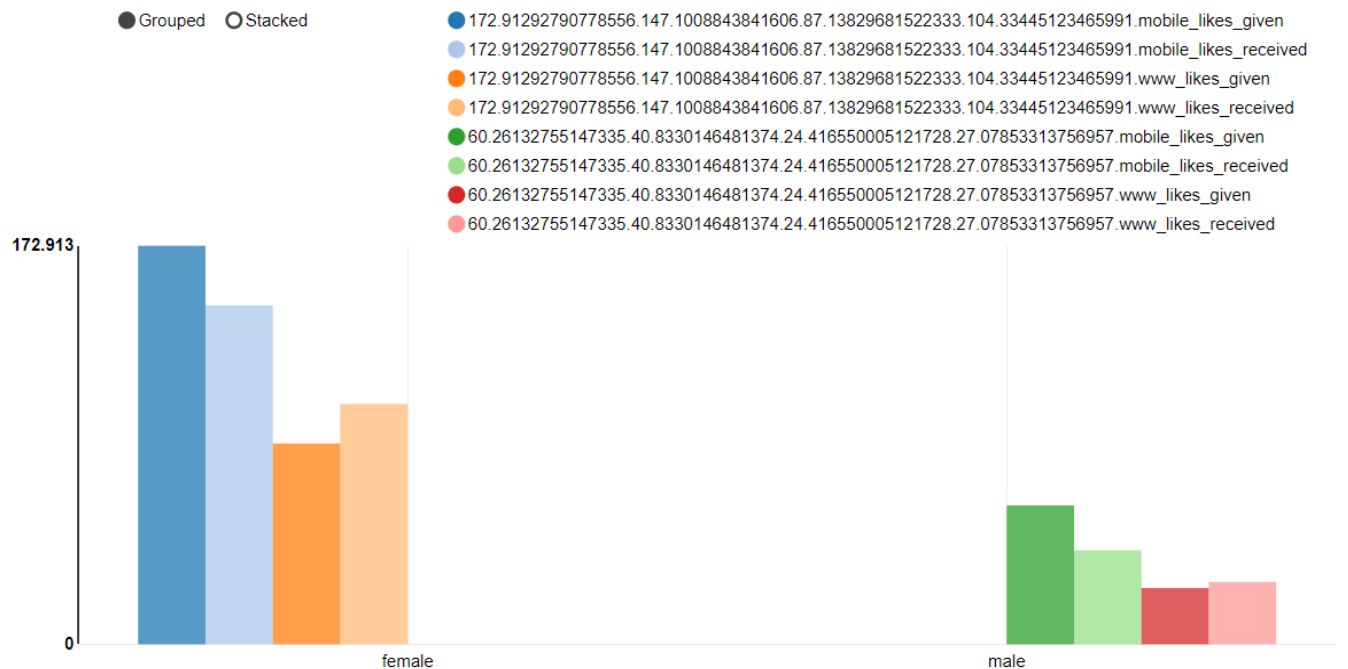 Grouped Stacked
172.91292790778556.147.1008843841606.87.13829681522333.104.33445123465991.mobile_likes_given
172.91292790778556.147.1008843841606.87.13829681522333.104.33445123465991.mobile_likes_received
172.91292790778556.147.1008843841606.87.13829681522333.104.33445123465991.www_likes_given
172.91292790778556.147.1008843841606.87.13829681522333.104.33445123465991.www_likes_received
60.26132755147335.40.8330146481374.24.416550005121728.27.07853313756957.mobile_likes_given
60.26132755147335.40.8330146481374.24.416550005121728.27.07853313756957.mobile_likes_received
60.26132755147335.40.8330146481374.24.416550005121728.27.07853313756957.www_likes_given
60.26132755147335.40.8330146481374.24.416550005121728.27.07853313756957.www_likes_received
172.913
0
female male